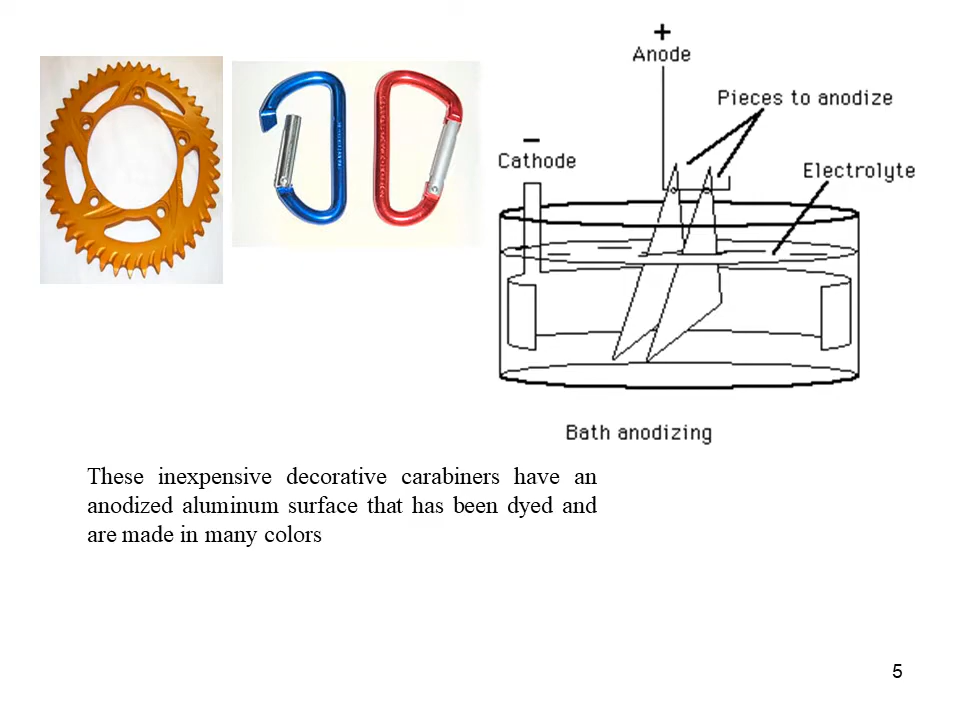 +
Anode
Pieces to anodize
−
Cathode
Electrolyte
Bath anodizing
These inexpensive decorative carabiners have an
anodized aluminum surface that has been dyed and
are made in many colors
5